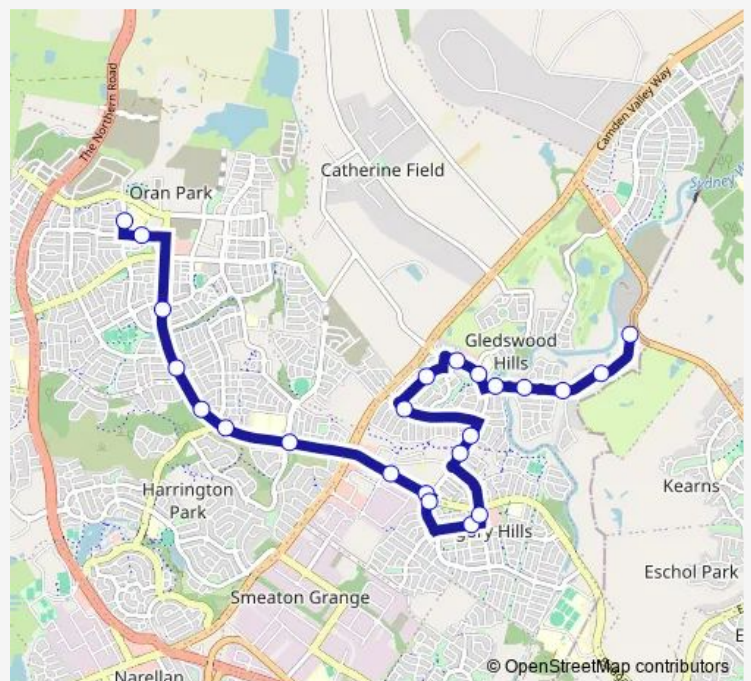 The Northern Road
Camden Valley Way
Catherine Field
Oran Park
Gledswood
Hills
Kearns
Harrington
Park
Eschol Park
Smeaton Grange
Narellan
© OpenStreetMap contributors